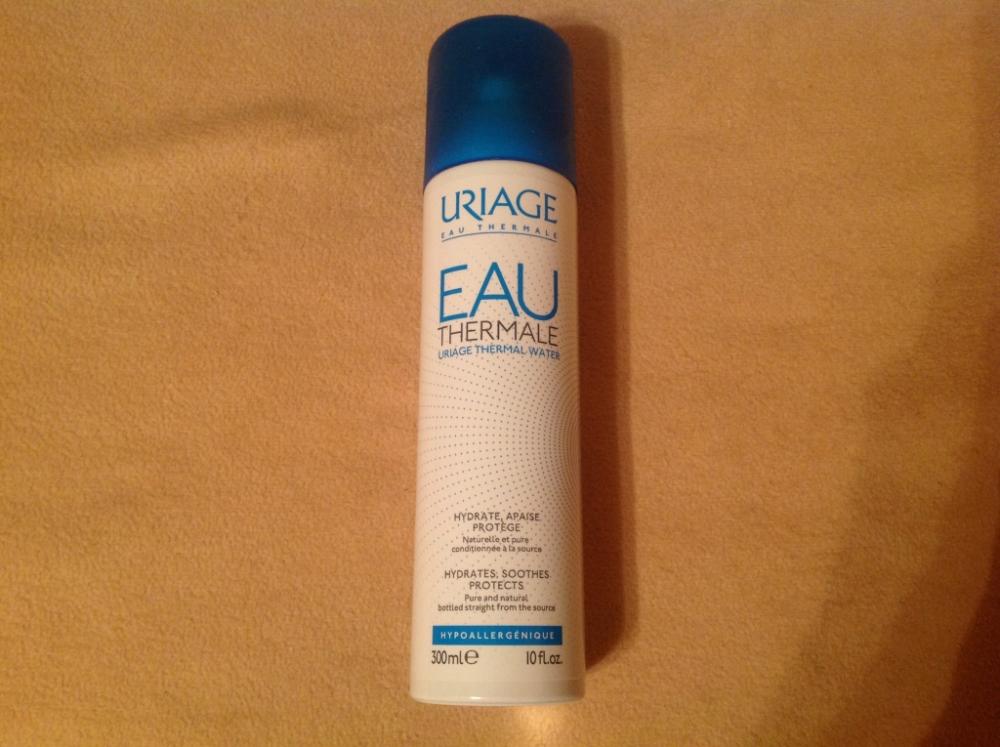 URIAGE
EAU THERMALE
EAU
THERMALE
URIAGE THERMAL WATER
HYDRATE, APAISE
PROTÈGE
Naturelle et pure
conditionnée à la source
HYDRATES, SOOTHES
PROTECTS
Pure and natural
bottled straight from the source
HYPOALLERGÉNIQUE
300ml℮ 10 fl.oz.